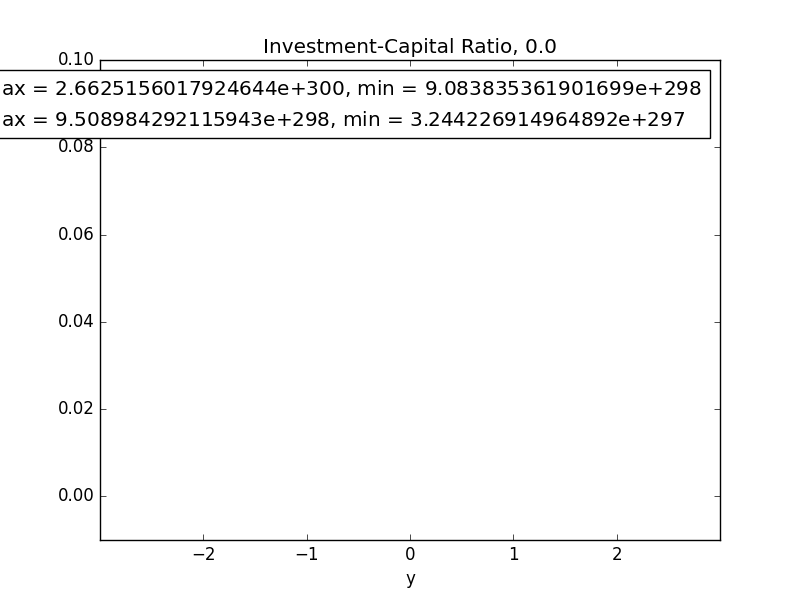 Investment-Capital Ratio, 0.0
0.10
ax = 2.6625156017924644e+300, min = 9.083835361901699e+298
ax = 9.508984292115943e+298, min = 3.244226914964892e+297
0.08
0.06
0.04
0.02
0.00
−2 −1 0 1 2
y